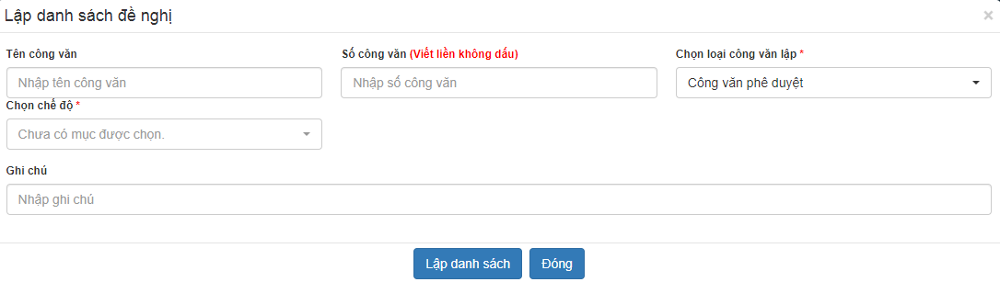 Lập danh sách đề nghị ×
Tên công văn
Số công văn (Viết liền không dấu)
Chọn loại công văn lập *
Nhập tên công văn
Nhập số công văn
Công văn phê duyệt
Chọn chế độ *
Chưa có mục được chọn.
Ghi chú
Nhập ghi chú
Lập danh sách
Đóng